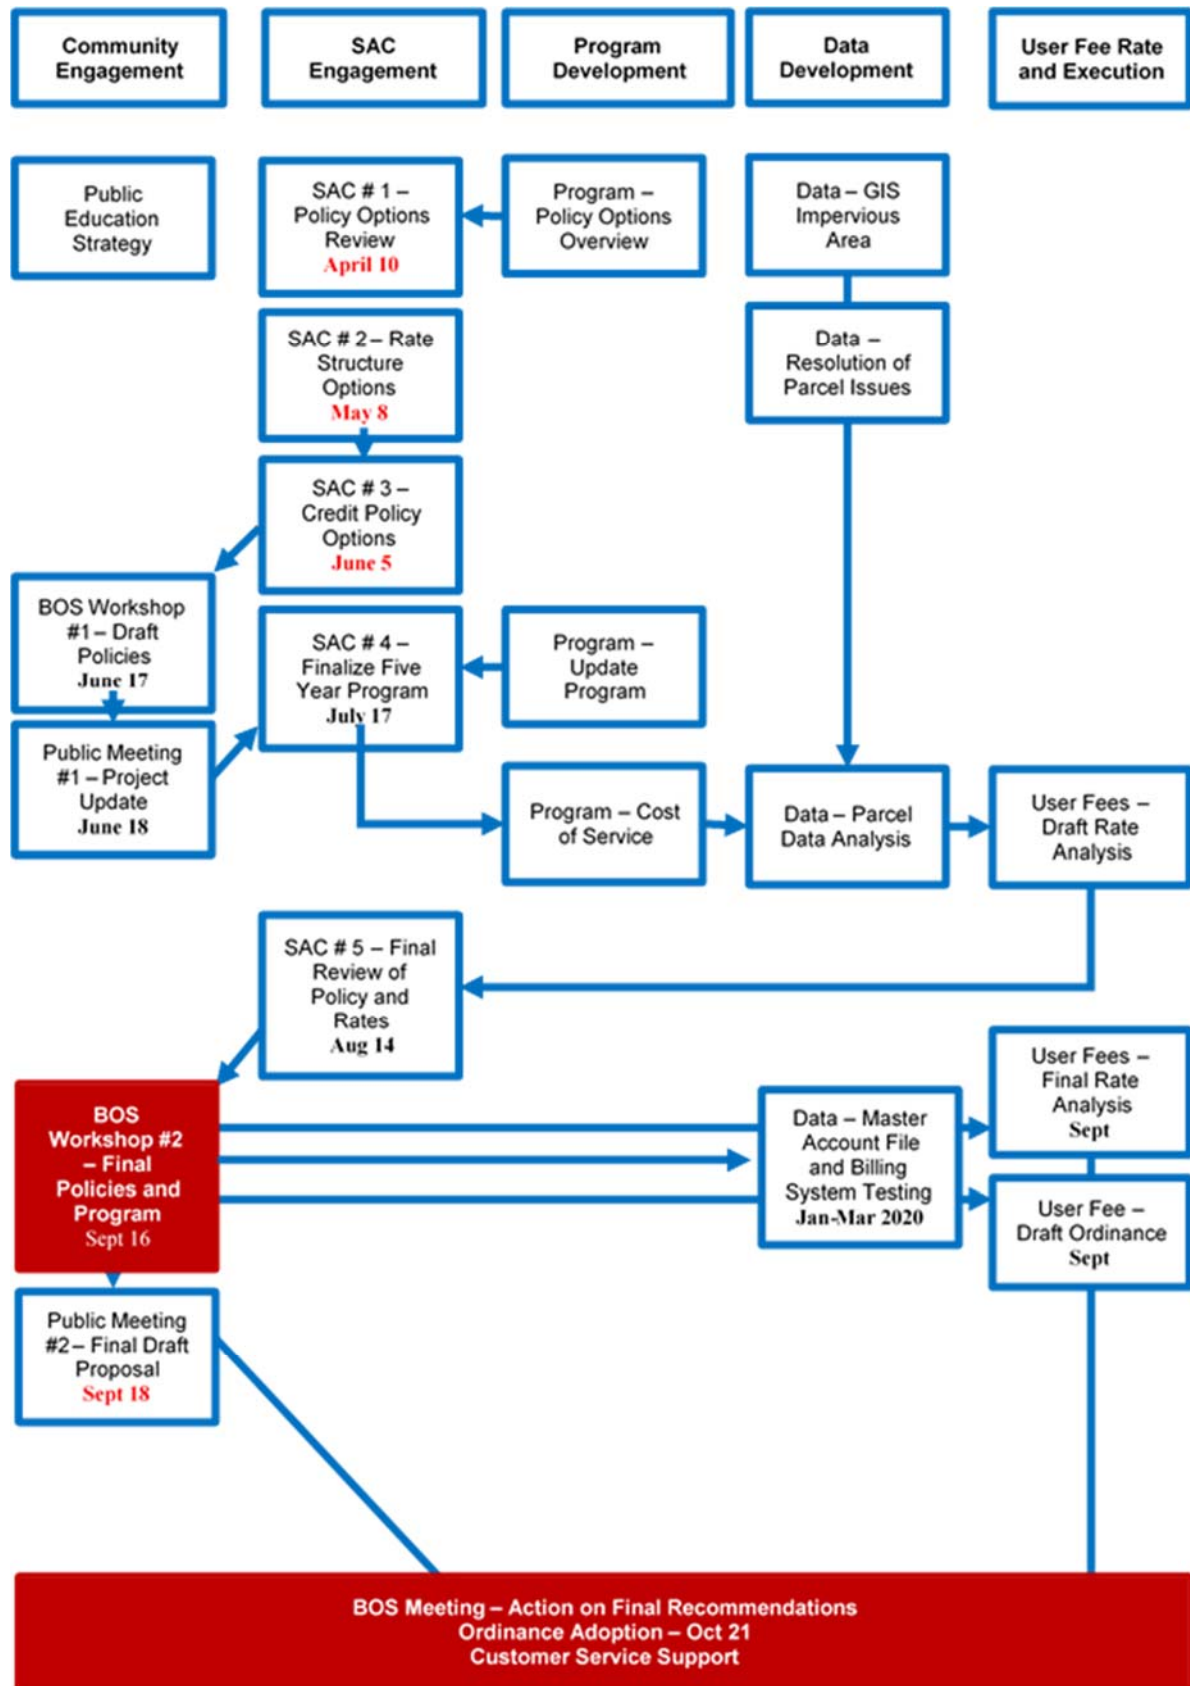 Community
Engagement
SAC
Engagement
Program
Development
Data
Development
User Fee Rate
and Execution
Public
Education
Strategy
SAC # 1 –
Policy Options
Review
April 10
Program –
Policy Options
Overview
Data – GIS
Impervious
Area
SAC # 2 – Rate
Structure
Options
May 8
Data –
Resolution of
Parcel Issues
SAC # 3 –
Credit Policy
Options
June 5
BOS Workshop
#1 – Draft
Policies
June 17
SAC # 4 –
Finalize Five
Year Program
July 17
Program –
Update
Program
Public Meeting
#1 – Project
Update
June 18
Program – Cost
of Service
Data – Parcel
Data Analysis
User Fees –
Draft Rate
Analysis
SAC # 5 – Final
Review of
Policy and
Rates
Aug 14
BOS
Workshop #2
– Final
Policies and
Program
Sept 16
Data – Master
Account File
and Billing
System Testing
Jan-Mar 2020
User Fees –
Final Rate
Analysis
Sept
User Fee –
Draft Ordinance
Sept
Public Meeting
#2 – Final Draft
Proposal
Sept 18
BOS Meeting – Action on Final Recommendations
Ordinance Adoption – Oct 21
Customer Service Support